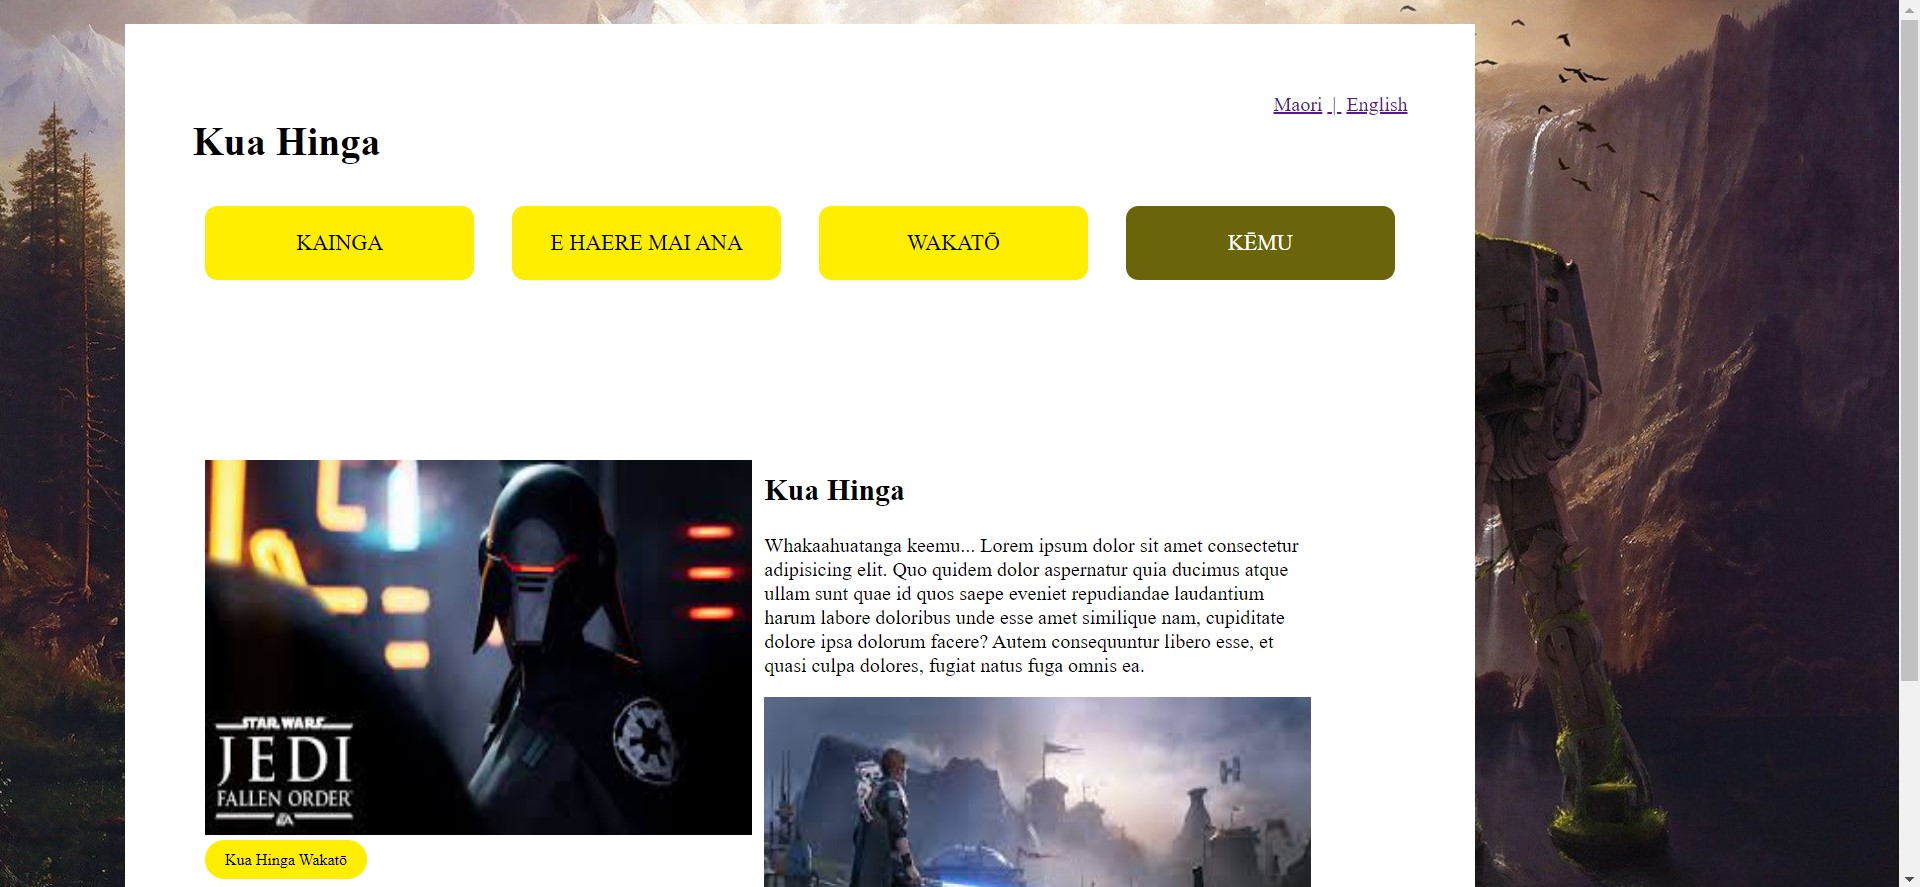 Maori | English
Kua Hinga
KAINGA
E HAERE MAI ANA
WAKATŌ
KĒMU
STAR WARS
JEDI
FALLEN ORDER
EA
Kua Hinga Wakatō
Kua Hinga
Whakaahuatanga keemu... Lorem ipsum dolor sit amet consectetur
adipisicing elit. Quo quidem dolor aspernatur quia ducimus atque
ullam sunt quae id quos saepe eveniet repudiandae laudantium
harum labore doloribus unde esse amet similique nam, cupiditate
dolore ipsa dolorum facere? Autem consequuntur libero esse, et
quasi culpa dolores, fugiat natus fuga omnis ea.